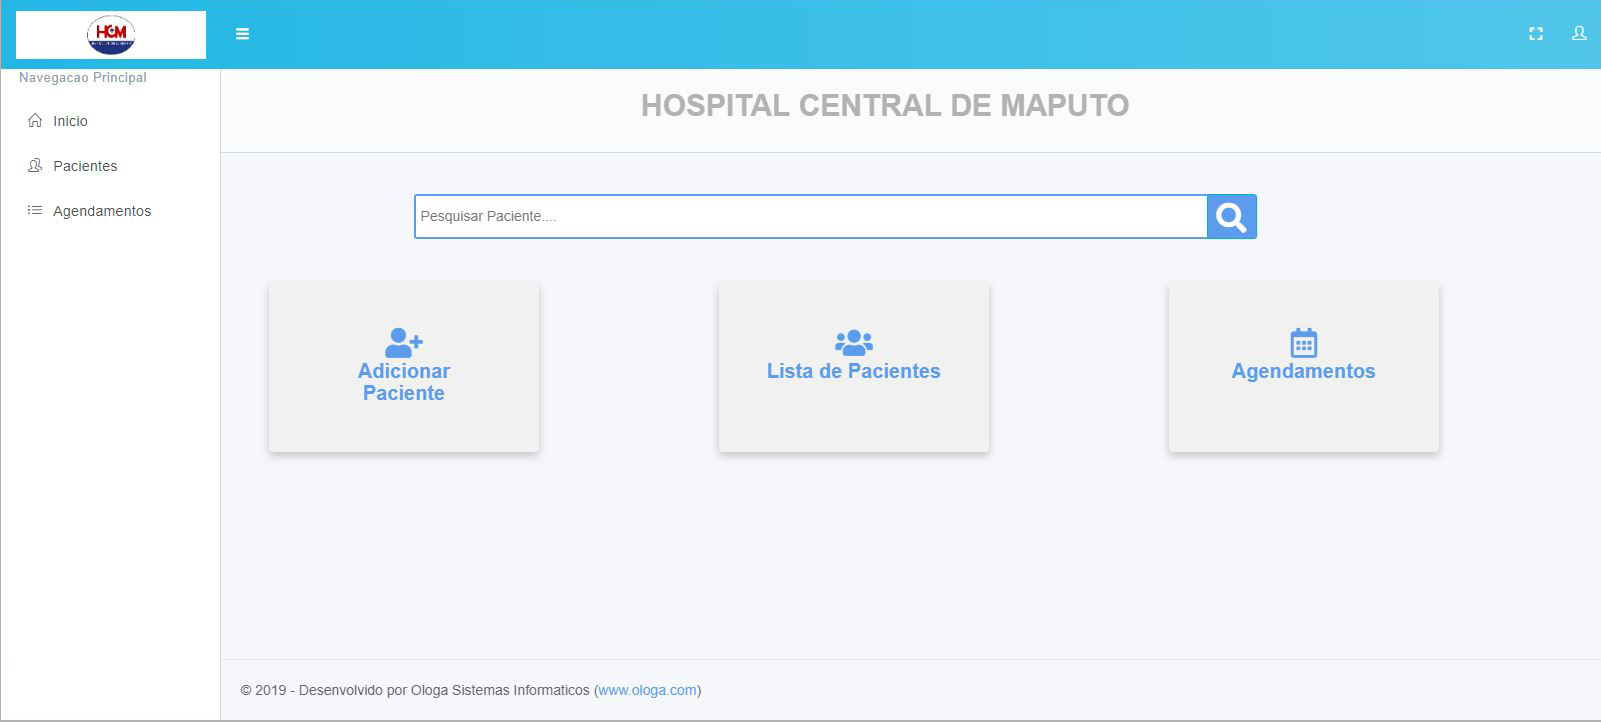 HCM
Navegacao Principal
Inicio
Pacientes
Agendamentos
HOSPITAL CENTRAL DE MAPUTO
Pesquisar Paciente....
Adicionar
Paciente
Lista de Pacientes
Agendamentos
© 2019 - Desenvolvido por Ologa Sistemas Informaticos (www.ologa.com)